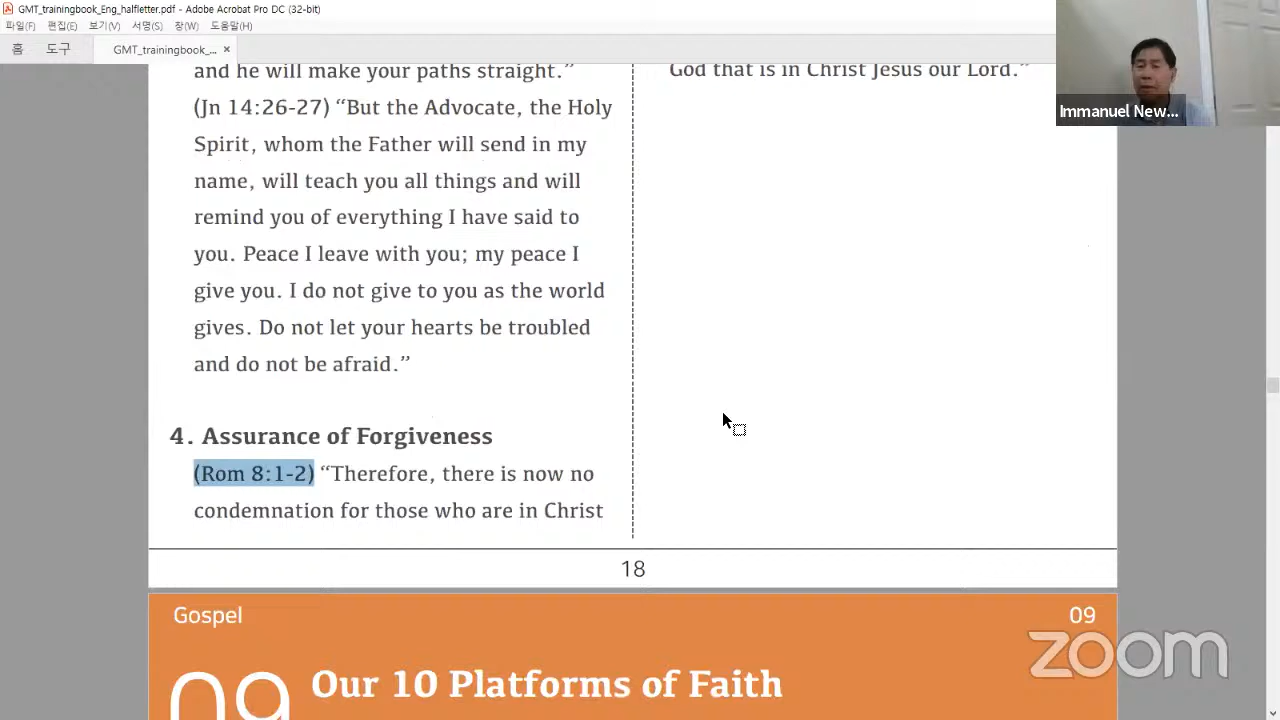 GMT_trainingbook_Eng_halfletter.pdf - Adobe Acrobat Pro DC (32-bit)
파일(F) 편집(E) 보기(V) 서명(S) 창(W) 도움말(H)
홈 도구 GMT_trainingbook_... ×
Immanuel New...
and he will make your paths straight.”
(Jn 14:26-27) “But the Advocate, the Holy
Spirit, whom the Father will send in my
name, will teach you all things and will
remind you of everything I have said to
you. Peace I leave with you; my peace I
give you. I do not give to you as the world
gives. Do not let your hearts be troubled
and do not be afraid.”
4. Assurance of Forgiveness
(Rom 8:1-2) “Therefore, there is now no
condemnation for those who are in Christ
God that is in Christ Jesus our Lord.”
18
Gospel 09
09 Our 10 Platforms of Faith
zoom